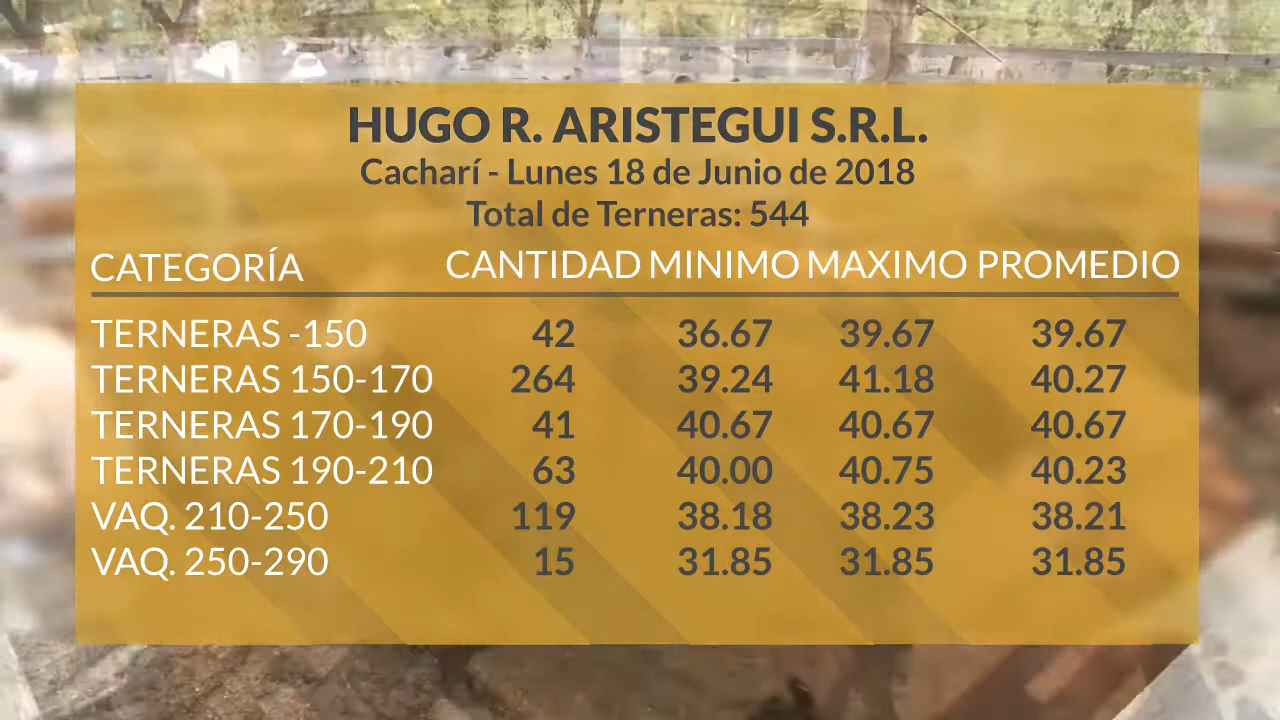 HUGO R. ARISTEGUI S.R.L.
Cacharí - Lunes 18 de Junio de 2018
Total de Terneras: 544
CATEGORÍA CANTIDAD MINIMO MAXIMO PROMEDIO
TERNERAS -150 42 36.67 39.67 39.67
TERNERAS 150-170 264 39.24 41.18 40.27
TERNERAS 170-190 41 40.67 40.67 40.67
TERNERAS 190-210 63 40.00 40.75 40.23
VAQ. 210-250 119 38.18 38.23 38.21
VAQ. 250-290 15 31.85 31.85 31.85